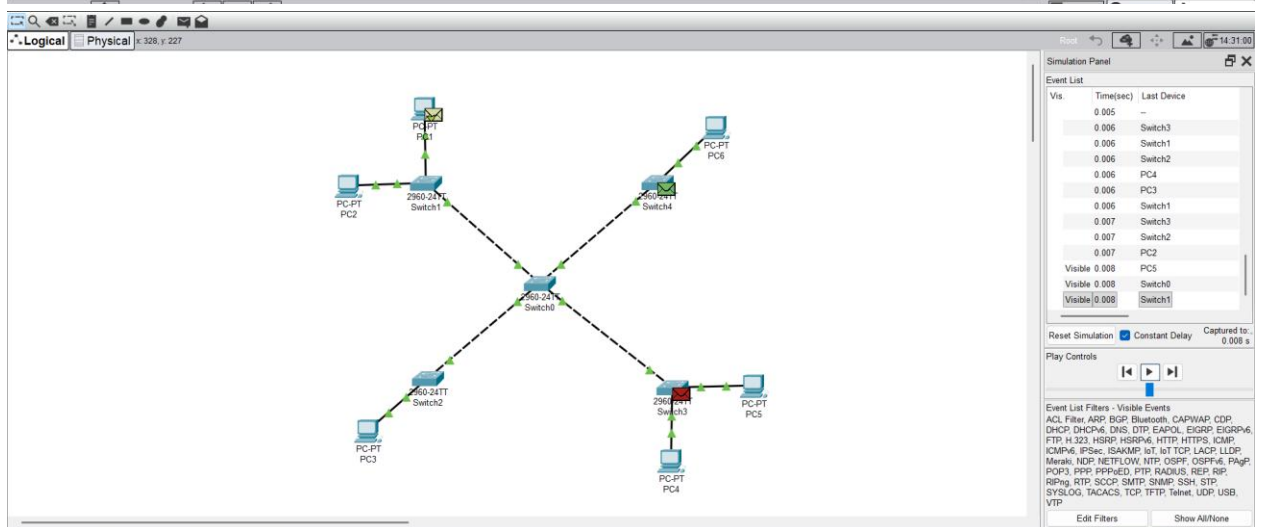 Logical
Physical
x: 328, y: 227
Root
14:31:00
PC-PT
PC1
PC-PT
PC6
PC-PT
PC2
2960-24TT
Switch1
2960-24TT
Switch4
2960-24TT
Switch0
2960-24TT
Switch2
2960-24TT
Switch3
PC-PT
PC5
PC-PT
PC3
PC-PT
PC4
Simulation Panel
Event List
Vis. Time(sec) Last Device
0.005 --
0.006 Switch3
0.006 Switch1
0.006 Switch2
0.006 PC4
0.006 PC3
0.006 Switch1
0.007 Switch3
0.007 Switch2
0.007 PC2
Visible 0.008 PC5
Visible 0.008 Switch0
Visible 0.008 Switch1
Reset Simulation Constant Delay Captured to:
0.008 s
Play Controls
Event List Filters - Visible Events
ACL Filter, ARP, BGP, Bluetooth, CAPWAP, CDP,
DHCP, DHCPv6, DNS, DTP, EAPOL, EIGRP, EIGRPv6,
FTP, H.323, HSRP, HSRPv6, HTTP, HTTPS, ICMP,
ICMPv6, IPSec, ISAKMP, IoT, IoT TCP, LACP, LLDP,
Meraki, NDP, NETFLOW, NTP, OSPF, OSPFv6, PAgP,
POP3, PPP, PPPoED, PTP, RADIUS, REP, RIP,
RIPng, RTP, SCCP, SMTP, SNMP, SSH, STP,
SYSLOG, TACACS, TCP, TFTP, Telnet, UDP, USB,
VTP
Edit Filters Show All/None